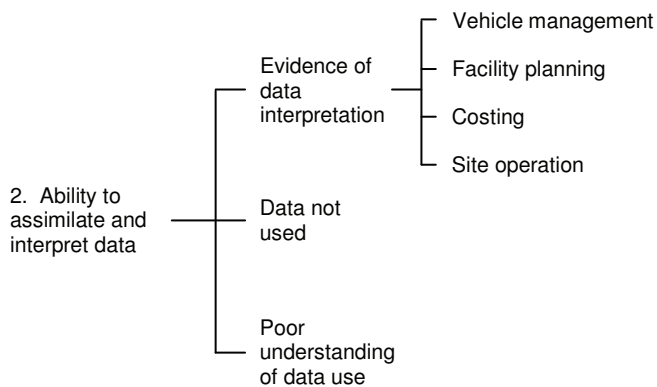 2. Ability to
assimilate and
interpret data
Evidence of
data
interpretation
Vehicle management
Facility planning
Costing
Site operation
Data not
used
Poor
understanding
of data use